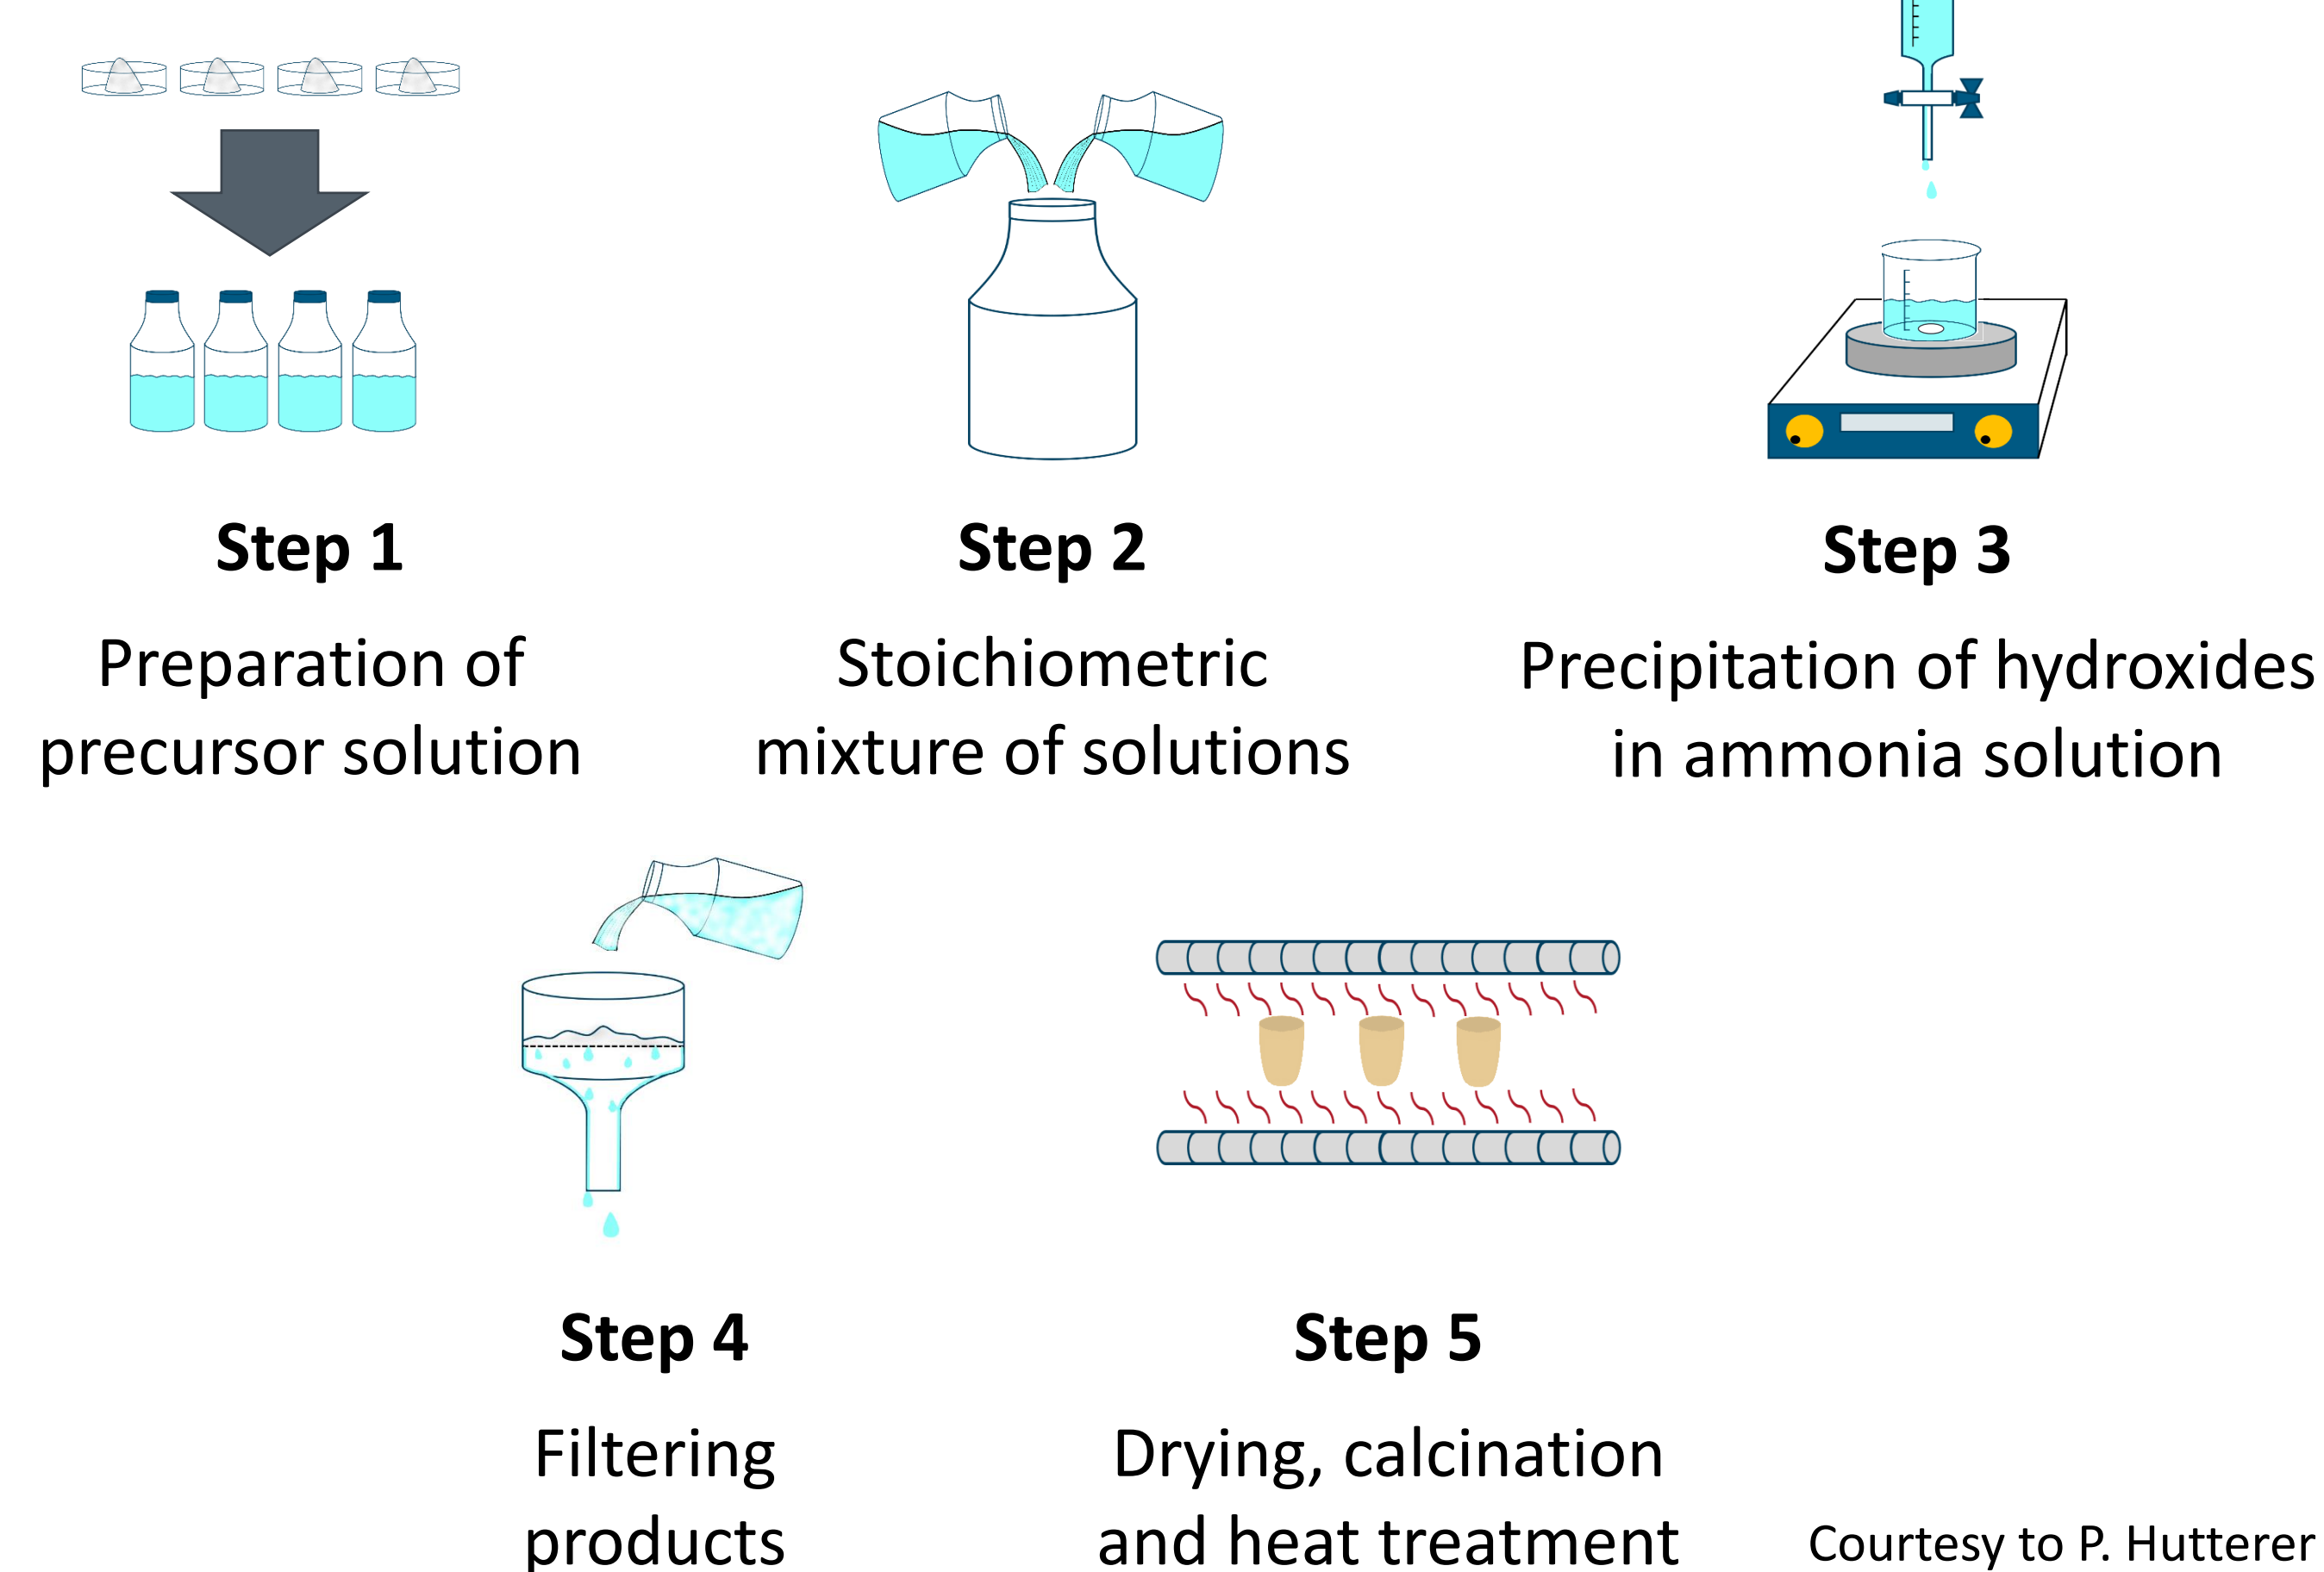 Step 1
Preparation of
precursor solution
Step 2
Stoichiometric
mixture of solutions
Step 3
Precipitation of hydroxides
in ammonia solution
Step 4
Filtering
products
Step 5
Drying, calcination
and heat treatment
Courtesy to P. Hutterer